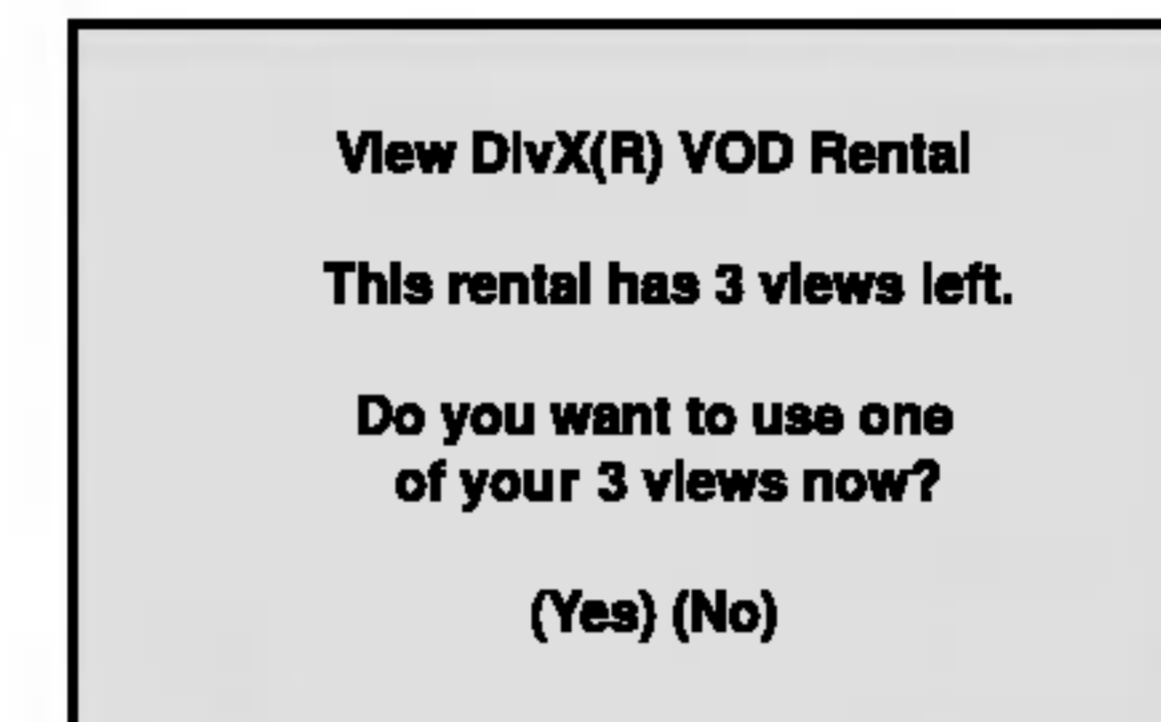 View DivX(R) VOD Rental
This rental has 3 views left.
Do you want to use one
of your 3 views now?
(Yes) (No)